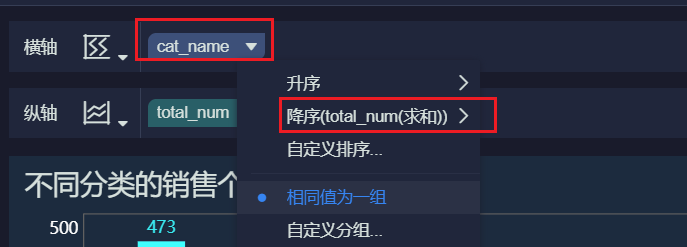 横轴 cat_name
升序
纵轴 total_num 降序(total_num(求和))
自定义排序...
不同分类的销售个
相同值为一组
500 473
自定义分组...